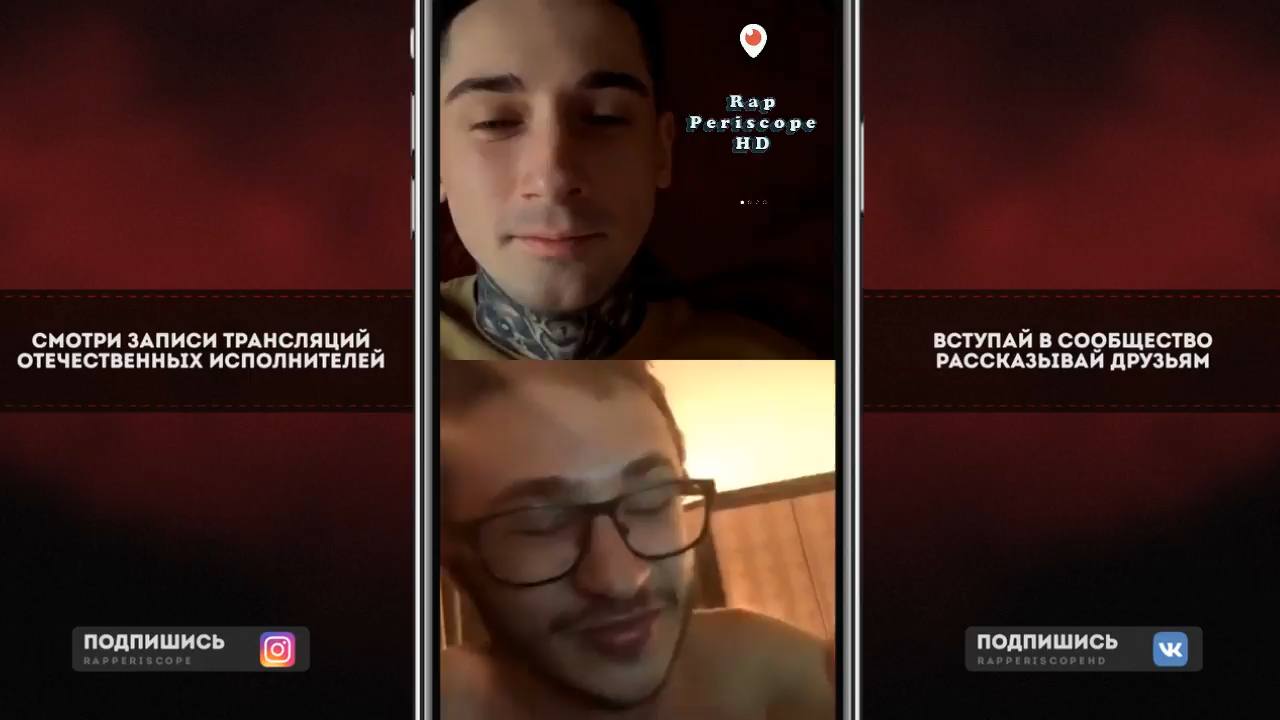 Rap
Periscope
HD
СМОТРИ ЗАПИСИ ТРАНСЛЯЦИЙ
ОТЕЧЕСТВЕННЫХ ИСПОЛНИТЕЛЕЙ
ВСТУПАЙ В СООБЩЕСТВО
РАССКАЗЫВАЙ ДРУЗЬЯМ
ПОДПИШИСЬ
RAPPERISCOPE
ПОДПИШИСЬ
RAPPERISCOPEHD